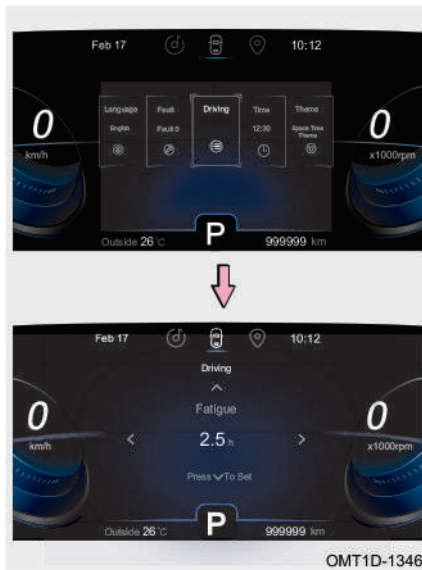 Feb 17 10:12
Language Fault Driving Time Theme
English Fault 0 12:30 Space Time
Theme
0 0
km/h x1000rpm
P
Outside 26°C 999999 km
Feb 17 10:12
Driving
Fatigue
0 2.5 h 0
km/h x1000rpm
Press To Set
P
Outside 26°C 999999 km
OMT1D-1346